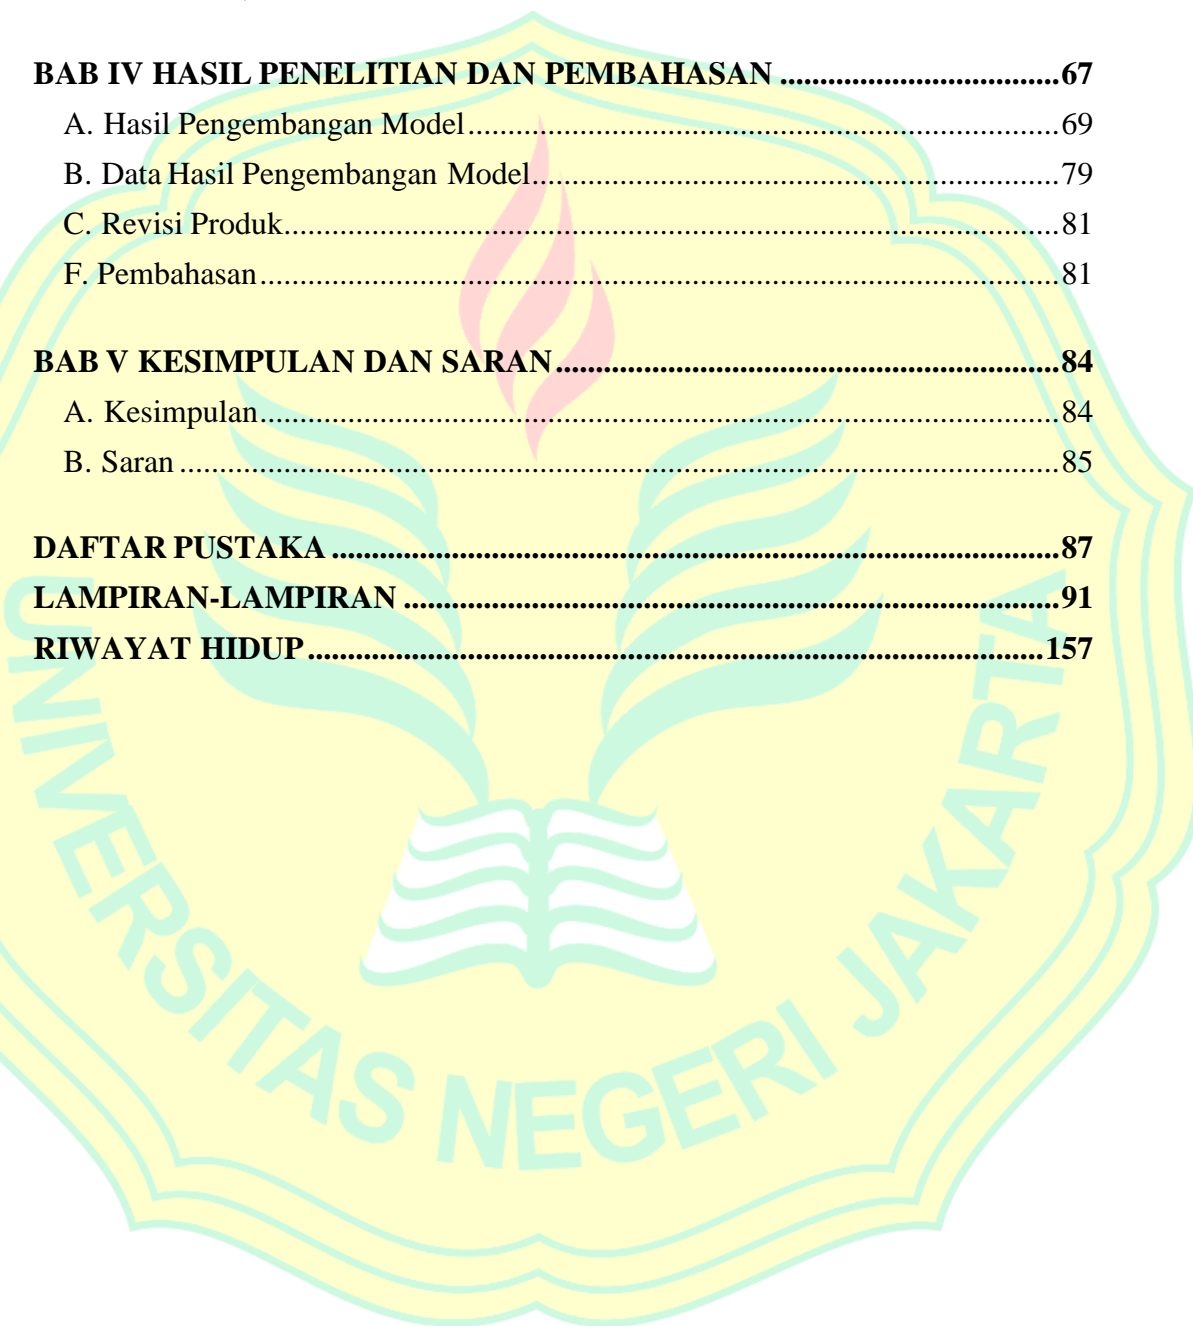 BAB IV HASIL PENELITIAN DAN PEMBAHASAN ................................... 67
A. Hasil Pengembangan Model .......................................................................... 69
B. Data Hasil Pengembangan Model .................................................................. 79
C. Revisi Produk ................................................................................................. 81
F. Pembahasan .................................................................................................... 81
BAB V KESIMPULAN DAN SARAN ............................................................... 84
A. Kesimpulan .................................................................................................... 84
B. Saran .............................................................................................................. 85
DAFTAR PUSTAKA ........................................................................................... 87
LAMPIRAN-LAMPIRAN .................................................................................. 91
RIWAYAT HIDUP ............................................................................................ 157
UNIVERSITAS NEGERI JAKARTA